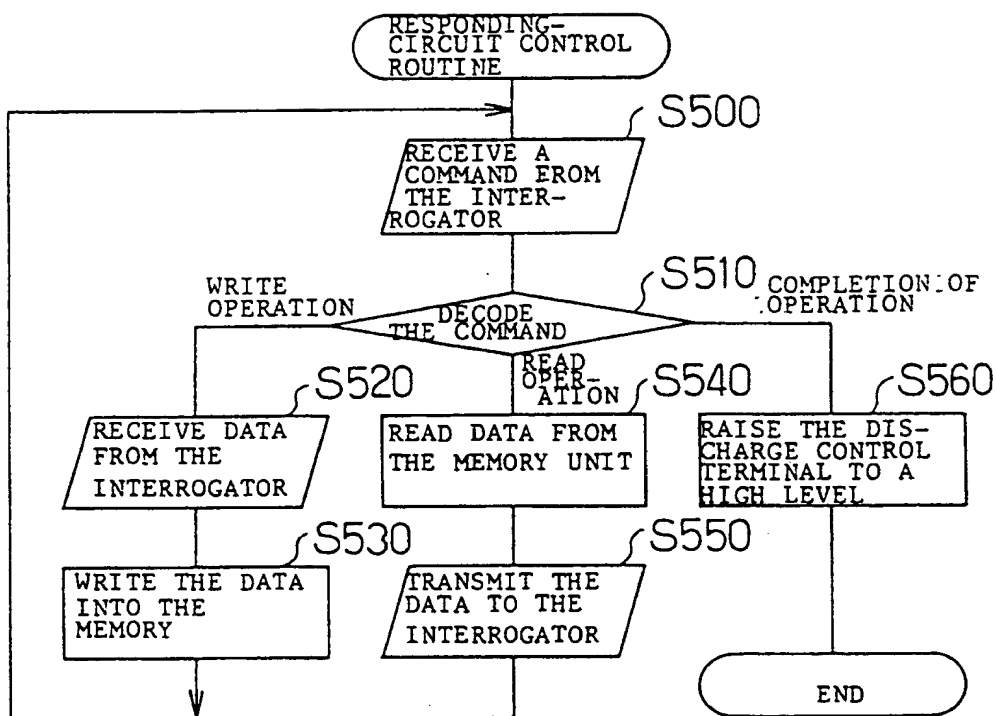 RESPONDING-
CIRCUIT CONTROL
ROUTINE
S500
RECEIVE A
COMMAND EROM
THE INTER-
ROGATOR
S510
WRITE
OPERATION
COMPLETION OF
OPERATION
DECODE
THE COMMAND
READ
OPER-
ATION
S520
RECEIVE DATA
FROM THE
INTERROGATOR
S540
READ DATA FROM
THE MEMORY UNIT
S560
RAISE THE DIS-
CHARGE CONTROL
TERMINAL TO A
HIGH LEVEL
S530
WRITE THE DATA
INTO THE
MEMORY
S550
TRANSMIT THE
DATA TO THE
INTERROGATOR
END